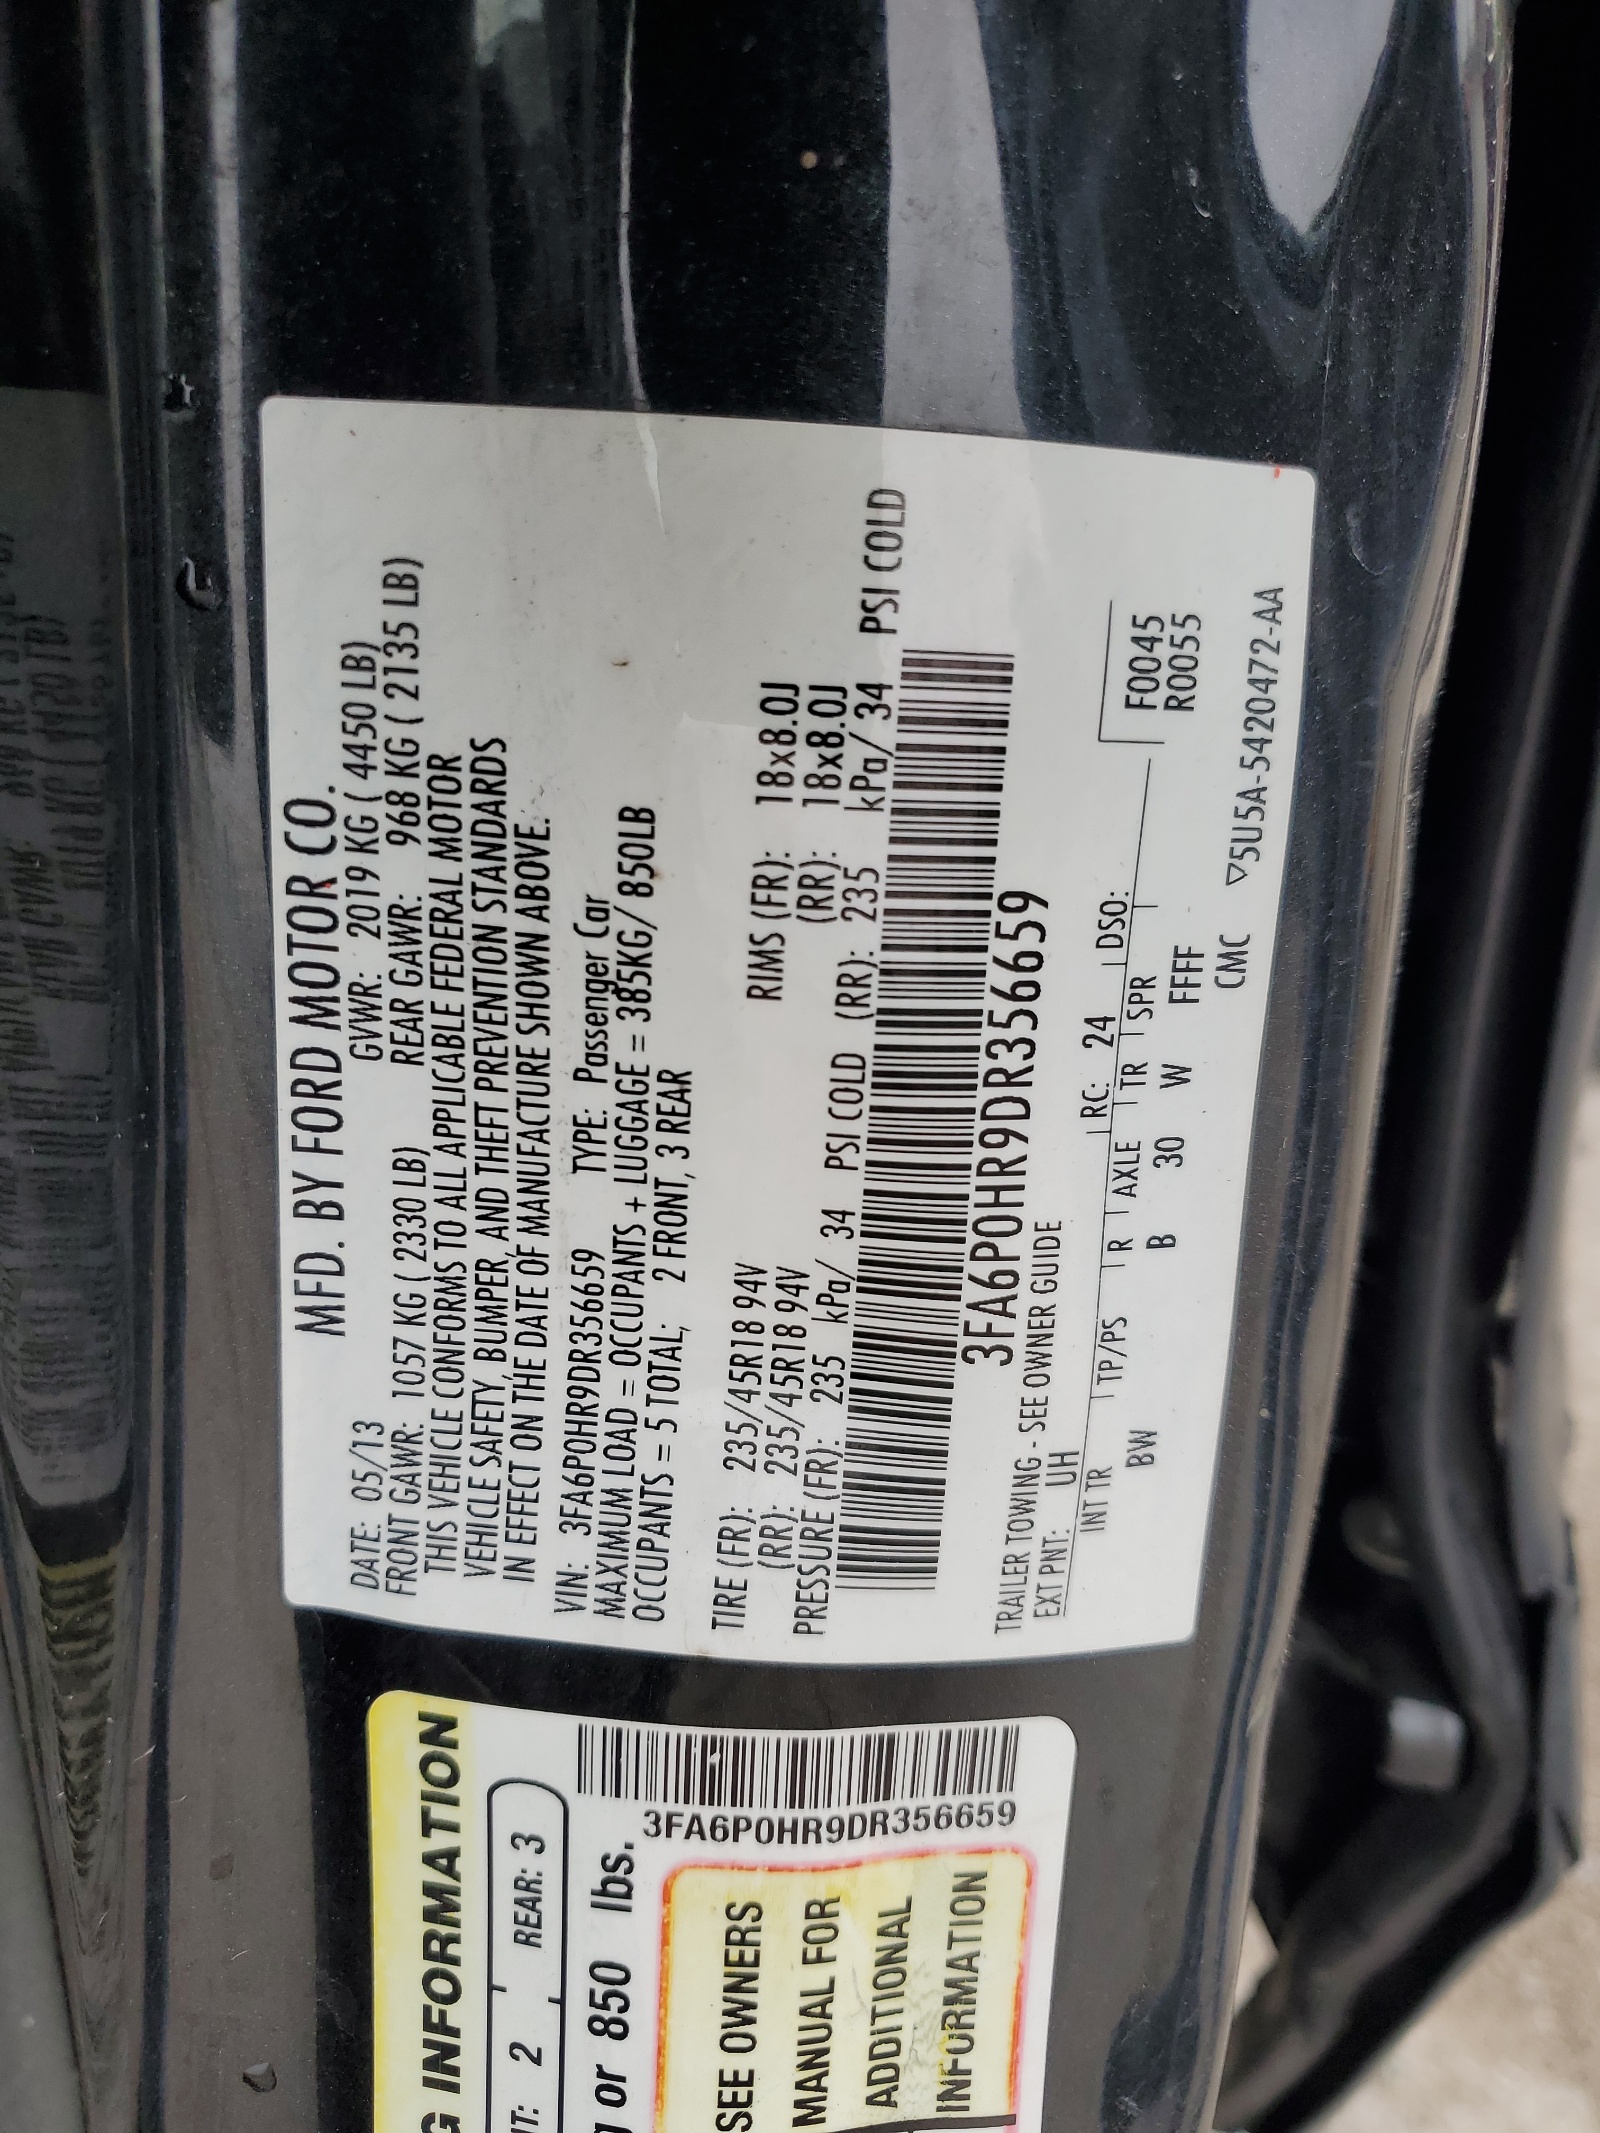 MFD. BY FORD MOTOR CO.
DATE: 05/13 GVWR: 2019 KG ( 4450 LB)
FRONT GAWR: 1057 KG ( 2330 LB) REAR GAWR: 968 KG ( 2135 LB)
THIS VEHICLE CONFORMS TO ALL APPLICABLE FEDERAL MOTOR
VEHICLE SAFETY, BUMPER, AND THEFT PREVENTION STANDARDS
IN EFFECT ON THE DATE OF MANUFACTURE SHOWN ABOVE.
VIN: 3FA6P0HR9DR356659 TYPE: Passenger Car
MAXIMUM LOAD = OCCUPANTS + LUGGAGE = 385KG/ 850LB
OCCUPANTS = 5 TOTAL; 2 FRONT, 3 REAR
TIRE (FR): 235/45R18 94V RIMS (FR): 18x8.0J
(RR): 235/45R18 94V (RR): 18x8.0J
PRESSURE (FR): 235 kPa/ 34 PSI COLD (RR): 235 kPa/ 34 PSI COLD
3FA6P0HR9DR356659
TRAILER TOWING - SEE OWNER GUIDE
EXT PNT: UH RC: 24 DSO:
INT TR TP/PS R AXLE TR SPR
BW B 30 W FFFF
F0045
R0055
CMC ▽5U5A-5420472-AA
G INFORMATION
NT: 2 REAR: 3
g or 850 lbs.
3FA6P0HR9DR356659
SEE OWNERS
MANUAL FOR
ADDITIONAL
INFORMATION